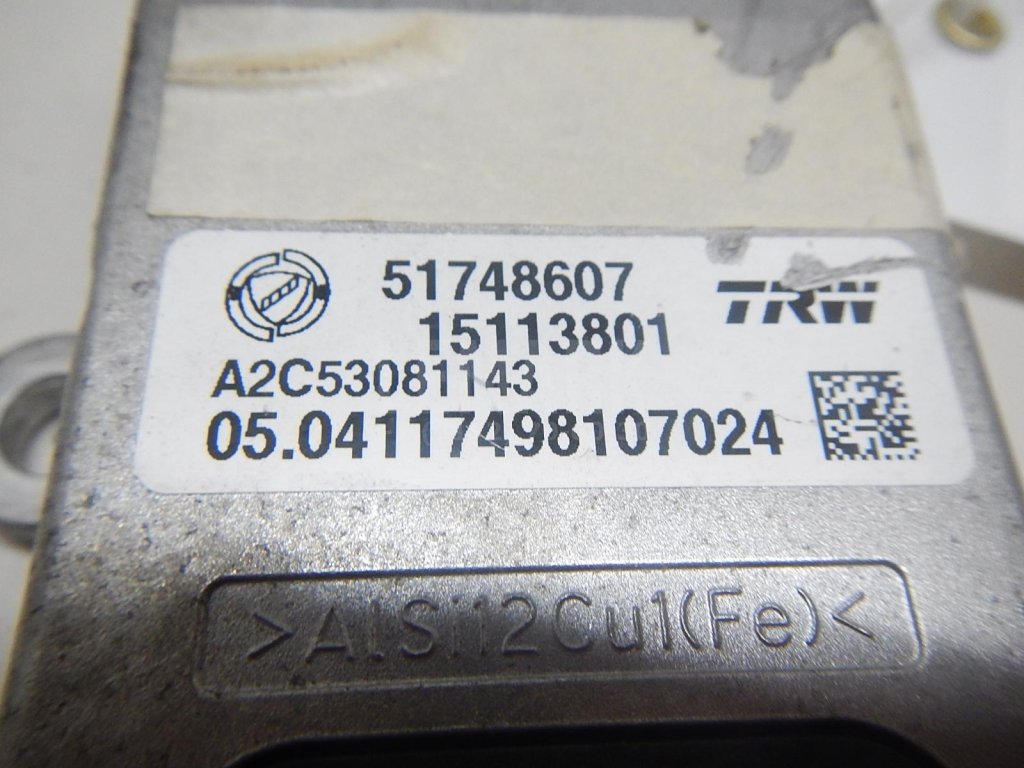 51748607
TRW
15113801
A2C53081143
05.04117498107024
>AlSi12Cu1(Fe)<